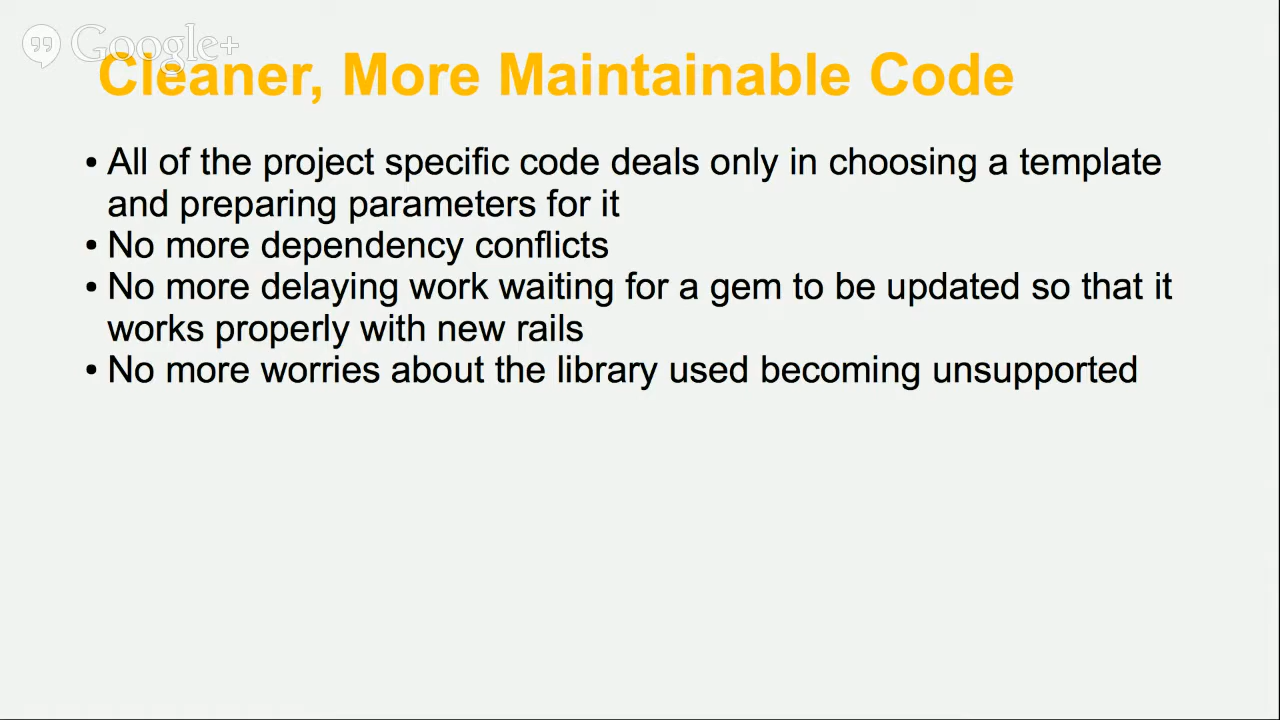 Google+
Cleaner, More Maintainable Code
• All of the project specific code deals only in choosing a template
and preparing parameters for it
• No more dependency conflicts
• No more delaying work waiting for a gem to be updated so that it
works properly with new rails
• No more worries about the library used becoming unsupported